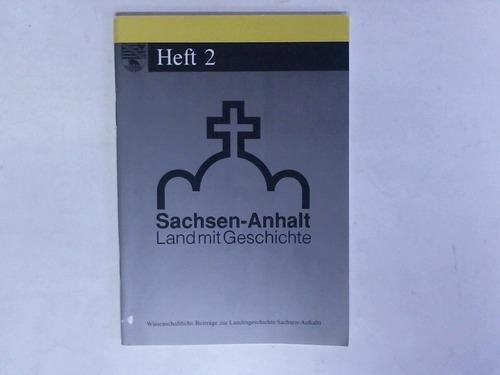 Heft 2
Sachsen-Anhalt
Land mit Geschichte
Wissenschaftliche Beiträge zur Landesgeschichte Sachsen-Anhalts